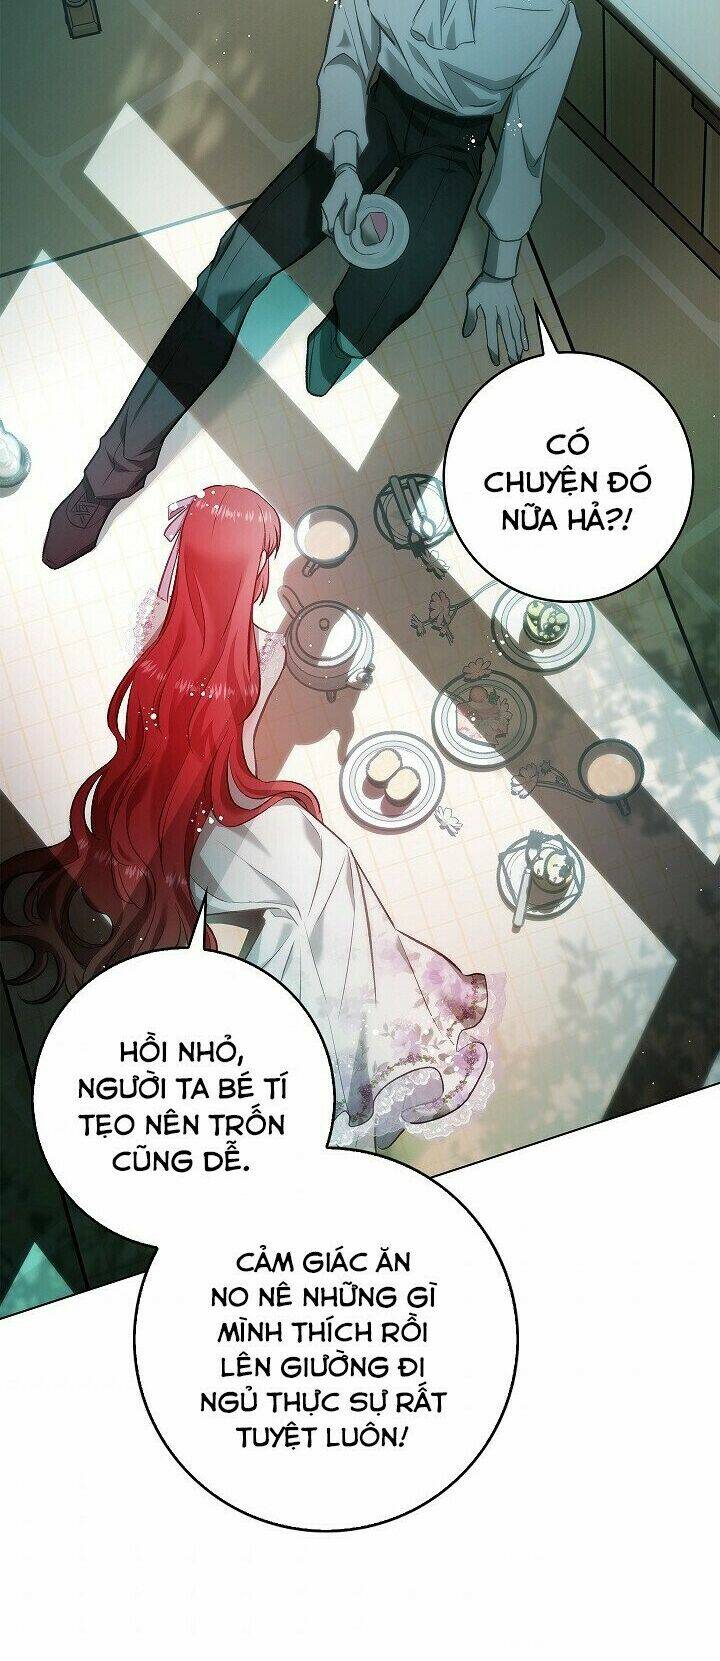 CÓ
CHUYỆN ĐÓ
NỮA HẢ?!
HỒI NHỎ,
NGƯỜI TA BÉ TÍ
TẸO NÊN TRỐN
CŨNG DỄ.
CẢM GIÁC ĂN
NO NÊ NHỮNG GÌ
MÌNH THÍCH RỒI
LÊN GIƯỜNG ĐI
NGỦ THỰC SỰ RẤT
TUYỆT LUÔN!